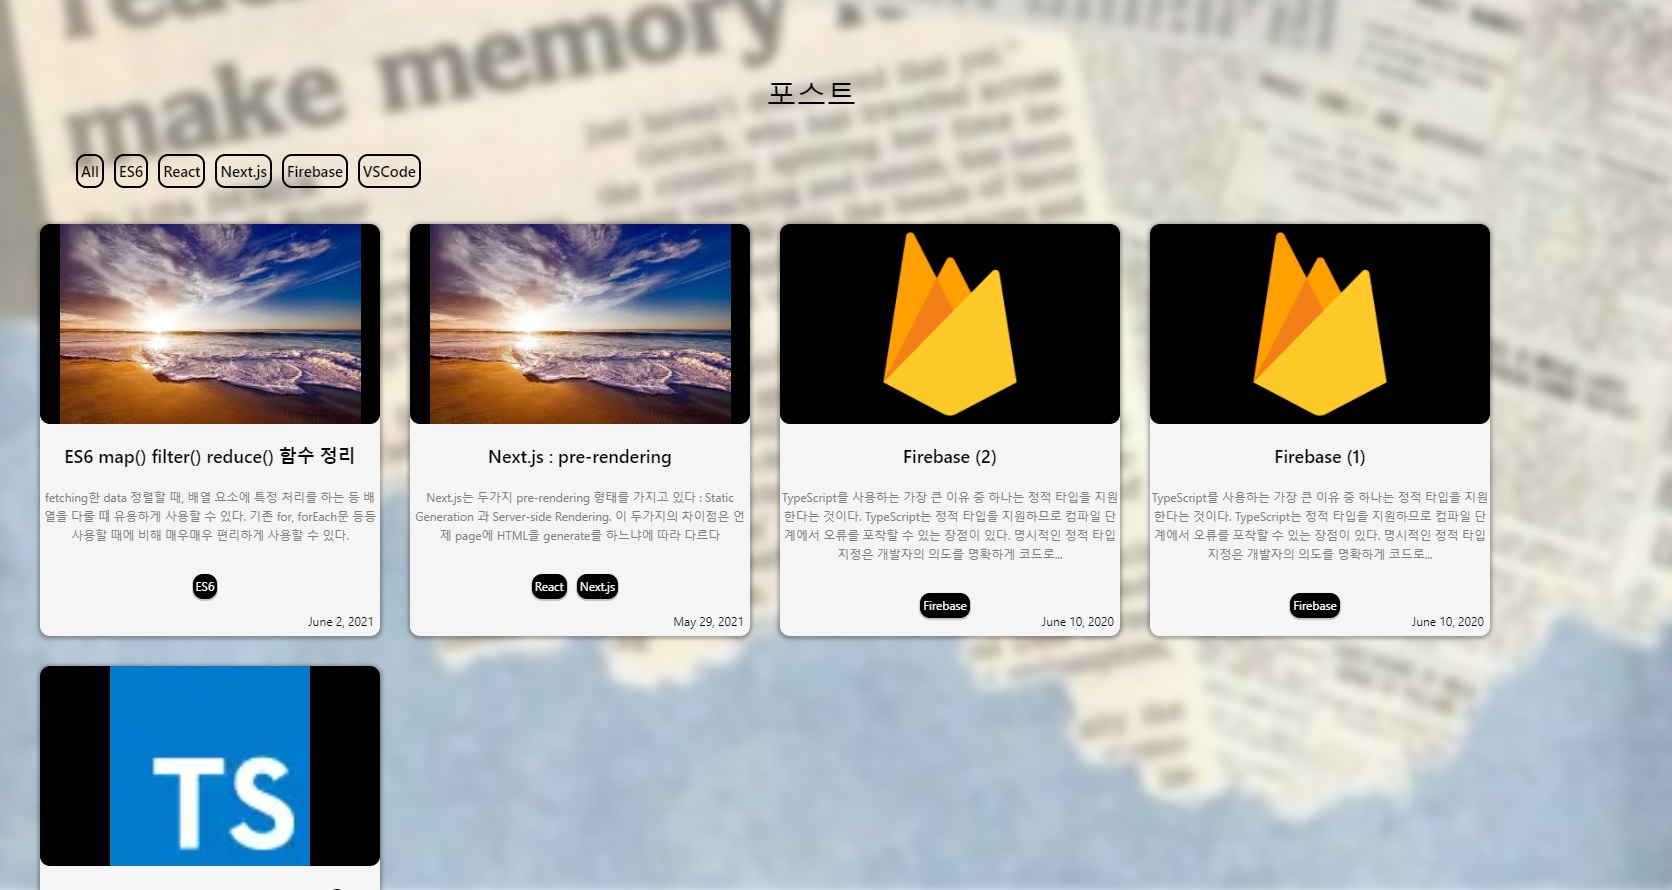 make memory
포스트
All ES6 React Next.js Firebase VSCode
ES6 map() filter() reduce() 함수 정리
fetching한 data 정렬할 때, 배열 요소에 특정 처리를 하는 등 배
열을 다룰 때 유용하게 사용할 수 있다. 기존 for, forEach문 등등
사용할 때에 비해 매우매우 편리하게 사용할 수 있다.
ES6
June 2, 2021
Next.js : pre-rendering
Next.js는 두가지 pre-rendering 형태를 가지고 있다 : Static
Generation 과 Server-side Rendering. 이 두가지의 차이점은 언
제 page에 HTML을 generate를 하느냐에 따라 다르다
React Next.js
May 29, 2021
Firebase (2)
TypeScript를 사용하는 가장 큰 이유 중 하나는 정적 타입을 지원
한다는 것이다. TypeScript는 정적 타입을 지원하므로 컴파일 단
계에서 오류를 포착할 수 있는 장점이 있다. 명시적인 정적 타입
지정은 개발자의 의도를 명확하게 코드로...
Firebase
June 10, 2020
Firebase (1)
TypeScript를 사용하는 가장 큰 이유 중 하나는 정적 타입을 지원
한다는 것이다. TypeScript는 정적 타입을 지원하므로 컴파일 단
계에서 오류를 포착할 수 있는 장점이 있다. 명시적인 정적 타입
지정은 개발자의 의도를 명확하게 코드로...
Firebase
June 10, 2020
TS